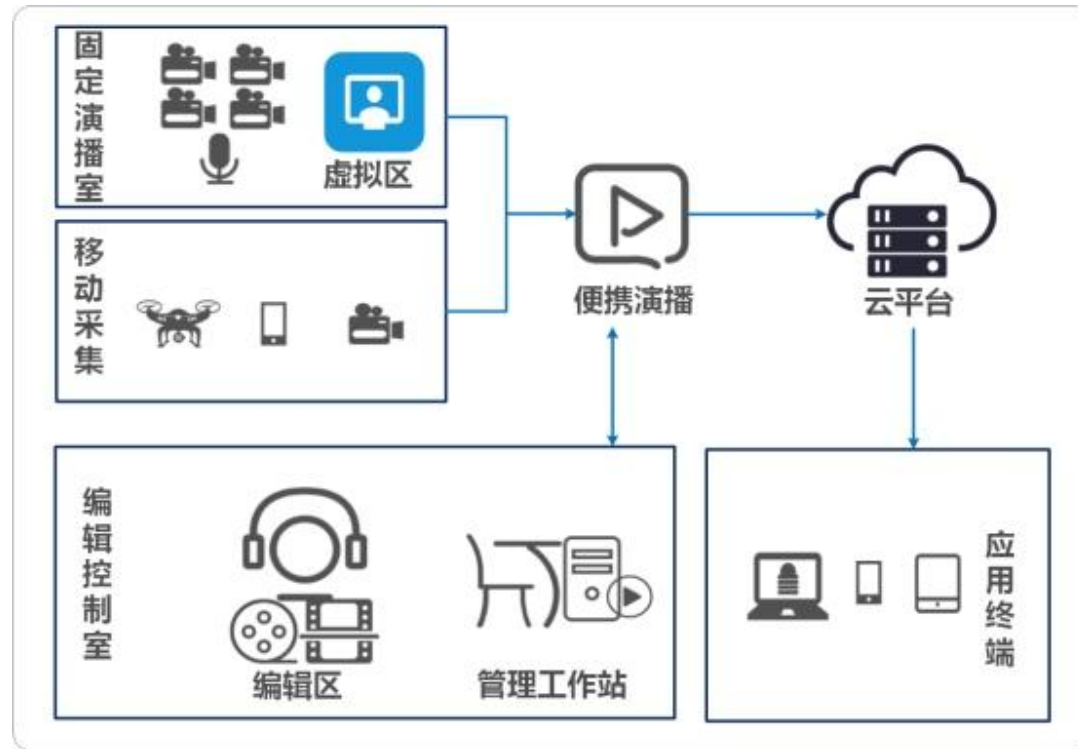 固定演播室
虚拟区
移动采集
便携演播
云平台
编辑控制室
编辑区
管理工作站
应用终端